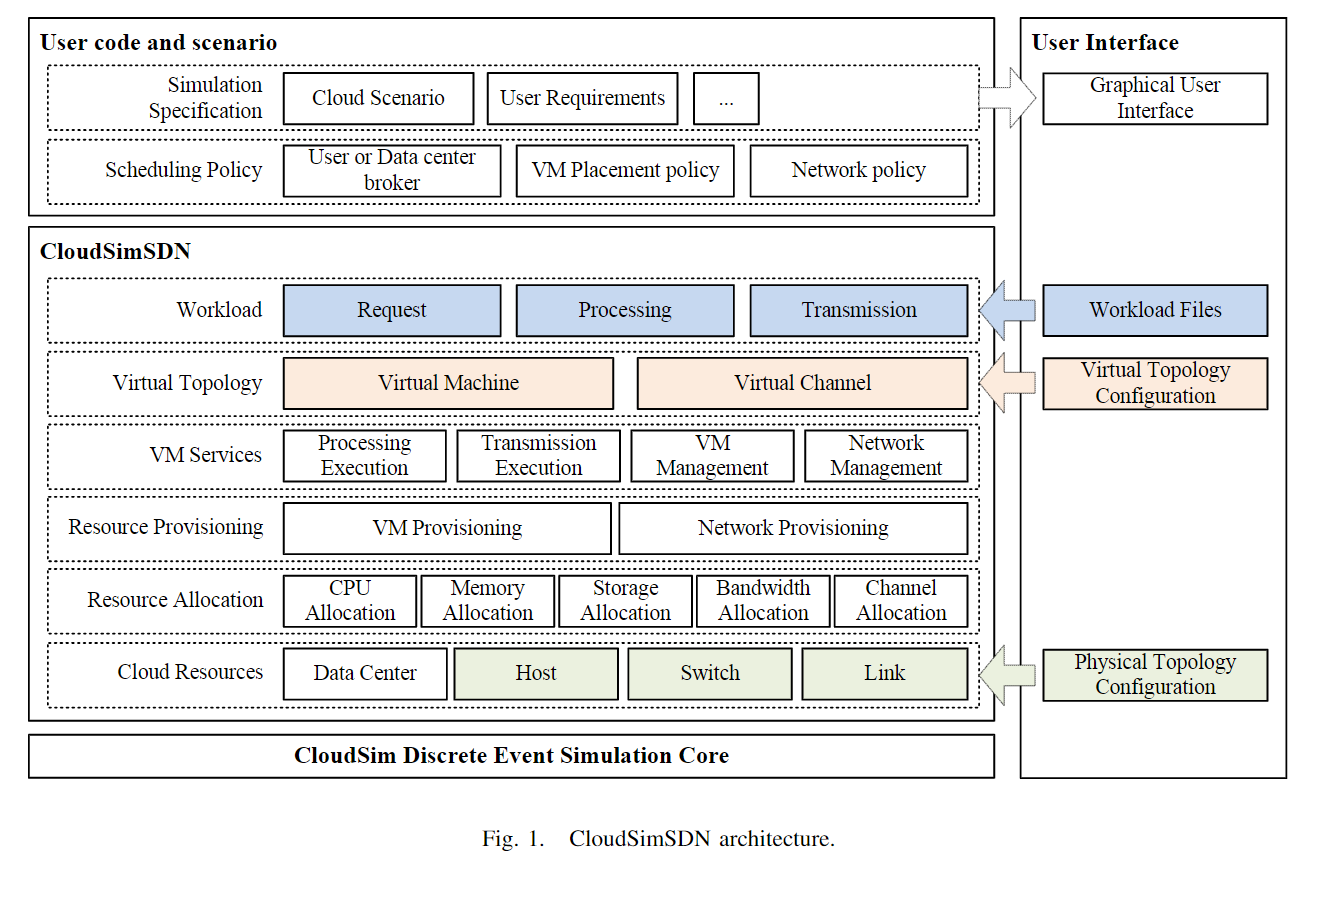 User code and scenario
Simulation
Specification
Cloud Scenario
User Requirements
...
Scheduling Policy
User or Data center
broker
VM Placement policy
Network policy
User Interface
Graphical User
Interface
CloudSimSDN
Workload
Request
Processing
Transmission
Workload Files
Virtual Topology
Virtual Machine
Virtual Channel
Virtual Topology
Configuration
VM Services
Processing
Execution
Transmission
Execution
VM
Management
Network
Management
Resource Provisioning
VM Provisioning
Network Provisioning
Resource Allocation
CPU
Allocation
Memory
Allocation
Storage
Allocation
Bandwidth
Allocation
Channel
Allocation
Cloud Resources
Data Center
Host
Switch
Link
Physical Topology
Configuration
CloudSim Discrete Event Simulation Core
Fig. 1. CloudSimSDN architecture.